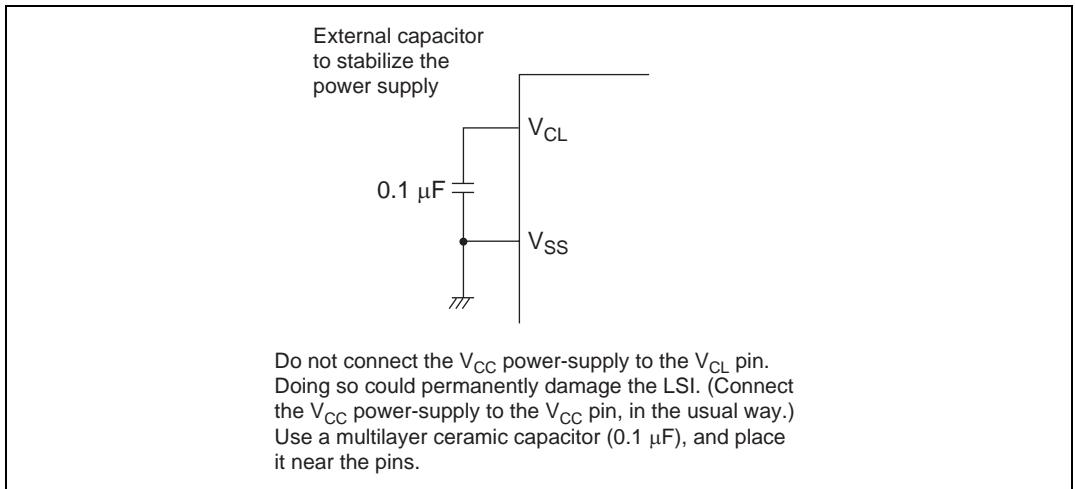 External capacitor
to stabilize the
power supply
VCL
0.1 μF
VSS
Do not connect the VCC power-supply to the VCL pin.
Doing so could permanently damage the LSI. (Connect
the VCC power-supply to the VCC pin, in the usual way.)
Use a multilayer ceramic capacitor (0.1 μF), and place
it near the pins.